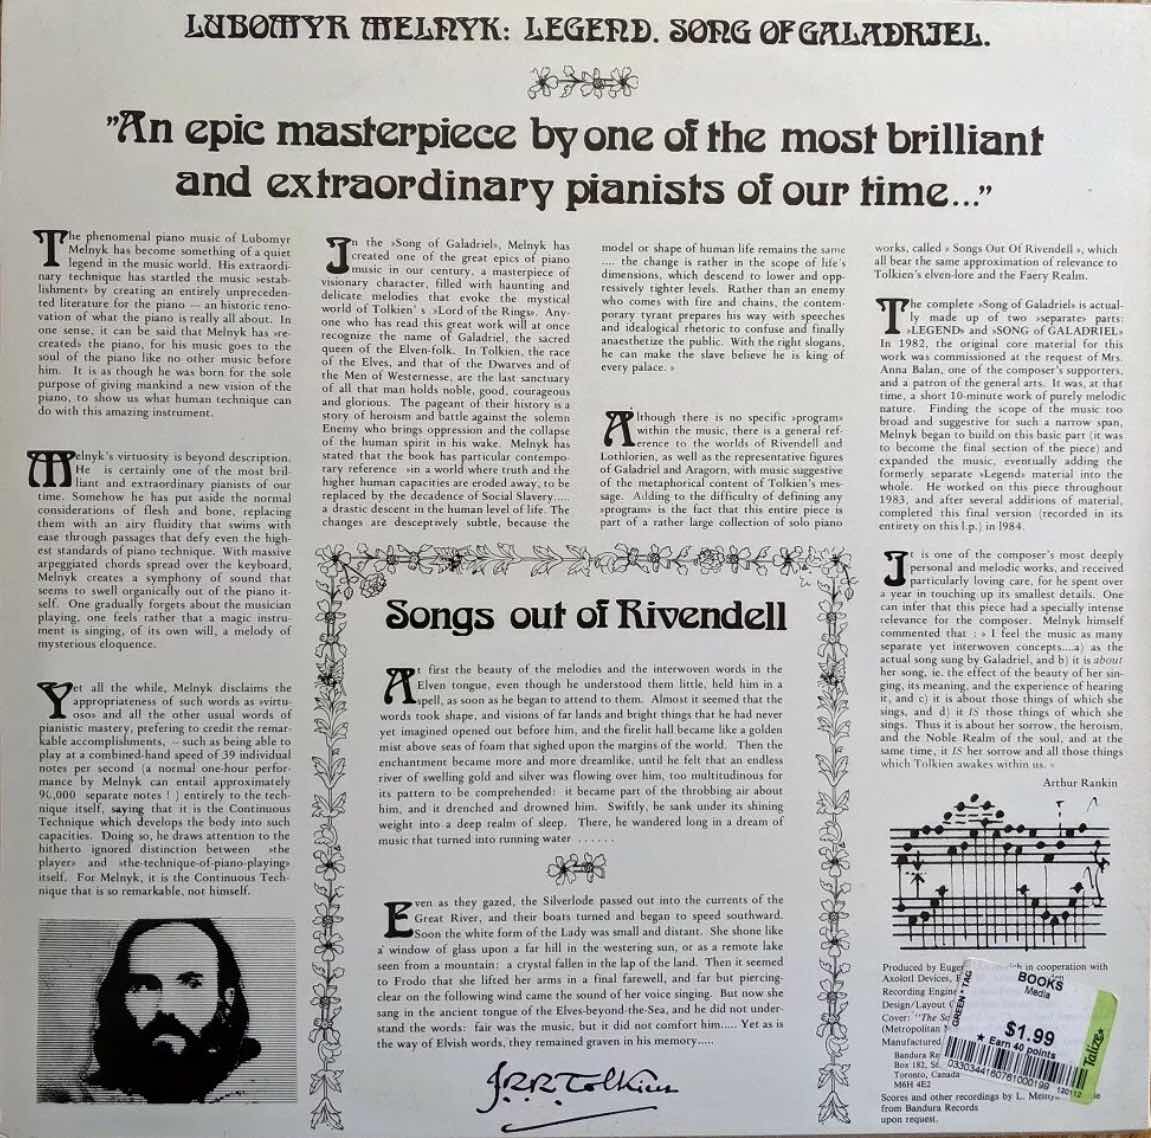 LUBOMYR MELNYK: LEGEND. SONG OF GALADRIEL.
”An epic masterpiece by one of the most brilliant
and extraordinary pianists of our time...”
The phenomenal piano music of Lubomyr
Melnyk has become something of a quiet
legend in the music world. His extraordi-
nary technique has startled the music »estab-
lishment» by creating an entirely unpreceden-
ted literature for the piano — an historic reno-
vation of what the piano is really all about. In
one sense, it can be said that Melnyk has »re-
created» the piano, for his music goes to the
soul of the piano like no other music before
him. It is as though he was born for the sole
purpose of giving mankind a new vision of the
piano, to show us what human technique can
do with this amazing instrument.
Melnyk's virtuosity is beyond description.
He is certainly one of the most bril-
liant and extraordinary pianists of our
time. Somehow he has put aside the normal
considerations of flesh and bone, replacing
them with an airy fluidity that swims with
ease through passages that defy even the high-
est standards of piano technique. With massive
arpeggiated chords spread over the keyboard,
Melnyk creates a symphony of sound that
seems to swell organically out of the piano it-
self. One gradually forgets about the musician
playing, one feels rather that a magic instru-
ment is singing, of its own will, a melody of
mysterious eloquence.
Yet all the while, Melnyk disclaims the
appropriateness of such words as »virtu-
oso» and all the other usual words of
pianistic mastery, prefering to credit the remar-
kable accomplishments, – such as being able to
play at a combined-hand speed of 39 individual
notes per second (a normal one-hour perfor-
mance by Melnyk can entail approximately
90,000 separate notes ! ) entirely to the tech-
nique itself, saying that it is the Continuous
Technique which develops the body into such
capacities. Doing so, he draws attention to the
hitherto ignored distinction between »the
player» and »the-technique-of-piano-playing»
itself. For Melnyk, it is the Continuous Tech-
nique that is so remarkable, not himself.
In the »Song of Galadriel», Melnyk has
created one of the great epics of piano
music in our century, a masterpiece of
visionary character, filled with haunting and
delicate melodies that evoke the mystical
world of Tolkien' s »Lord of the Rings». Any-
one who has read this great work will at once
recognize the name of Galadriel, the sacred
queen of the Elven-folk. In Tolkien, the race
of the Elves, and that of the Dwarves and of
the Men of Westernesse, are the last sanctuary
of all that man holds noble, good, courageous
and glorious. The pageant of their history is a
story of heroism and battle against the solemn
Enemy who brings oppression and the collapse
of the human spirit in his wake. Melnyk has
stated that the book has particular contempo-
rary reference »in a world where truth and the
higher human capacities are eroded away, to be
replaced by the decadence of Social Slavery.....
a drastic descent in the human level of life. The
changes are desceptively subtle, because the
model or shape of human life remains the same
.... the change is rather in the scope of life's
dimensions, which descend to lower and opp-
ressively tighter levels. Rather than an enemy
who comes with fire and chains, the contem-
porary tyrant prepares his way with speeches
and idealogical rhetoric to confuse and finally
anaesthetize the public. With the right slogans,
he can make the slave believe he is king of
every palace. »
Although there is no specific »program»
within the music, there is a general ref-
erence to the worlds of Rivendell and
Lothlorien, as well as the representative figures
of Galadriel and Aragorn, with music suggestive
of the metaphorical content of Tolkien's mes-
sage. Adding to the difficulty of defining any
»program» is the fact that this entire piece is
part of a rather large collection of solo piano
works, called » Songs Out Of Rivendell », which
all bear the same approximation of relevance to
Tolkien's elven-lore and the Faery Realm.
The complete »Song of Galadriel» is actual-
ly made up of two »separate» parts:
»LEGEND» and »SONG of GALADRIEL»
In 1982, the original core material for this
work was commissioned at the request of Mrs.
Anna Balan, one of the composer's supporters,
and a patron of the general arts. It was, at that
time, a short 10-minute work of purely melodic
nature. Finding the scope of the music too
broad and suggestive for such a narrow span,
Melnyk began to build on this basic part (it was
to become the final section of the piece) and
expanded the music, eventually adding the
formerly separate »Legend» material into the
whole. He worked on this piece throughout
1983, and after several additions of material,
completed this final version (recorded in its
entirety on this l.p.) in 1984.
It is one of the composer's most deeply
personal and melodic works, and received
particularly loving care, for he spent over
a year in touching up its smallest details. One
can infer that this piece had a specially intense
relevance for the composer. Melnyk himself
commented that : » I feel the music as many
separate yet interwoven concepts....a) as the
actual song sung by Galadriel, and b) it is about
her song, ie. the effect of the beauty of her sin-
ging, its meaning, and the experience of hearing
it, and c) it is about those things of which she
sings, and d) it IS those things of which she
sings. Thus it is about her sorrow, the heroism,
and the Noble Realm of the soul, and at the
same time, it IS her sorrow and all those things
which Tolkien awakes within us. »
Arthur Rankin
Songs out of Rivendell
At first the beauty of the melodies and the interwoven words in the
Elven tongue, even though he understood them little, held him in a
spell, as soon as he began to attend to them. Almost it seemed that the
words took shape, and visions of far lands and bright things that he had never
yet imagined opened out before him, and the firelit hall became like a golden
mist above seas of foam that sighed upon the margins of the world. Then the
enchantment became more and more dreamlike, until he felt that an endless
river of swelling gold and silver was flowing over him, too multitudinous for
its pattern to be comprehended: it became part of the throbbing air about
him, and it drenched and drowned him. Swiftly, he sank under its shining
weight into a deep realm of sleep. There, he wandered long in a dream of
music that turned into running water ......
Even as they gazed, the Silverlode passed out into the currents of the
Great River, and their boats turned and began to speed southward.
Soon the white form of the Lady was small and distant. She shone like
a window of glass upon a far hill in the westering sun, or as a remote lake
seen from a mountain: a crystal fallen in the lap of the land. Then it seemed
to Frodo that she lifted her arms in a final farewell, and far but piercing-
clear on the following wind came the sound of her voice singing. But now she
sang in the ancient tongue of the Elves-beyond-the-Sea, and he did not under-
stand the words: fair was the music, but it did not comfort him..... Yet as is
the way of Elvish words, they remained graven in his memory.....
J.R.R. Tolkien
Produced by in cooperation with
Axolotl Devices,
Recording
Design/Layout
Cover: "The
(Metropolitan
Manufactured
Bandura
Box 182,
Toronto, Canada
M6H 4E2
Scores and other recordings by L.
from Bandura Records
upon request.
GREEN * TAG
BOOKS
Media
$1.99
★ Earn 40 points
Talize